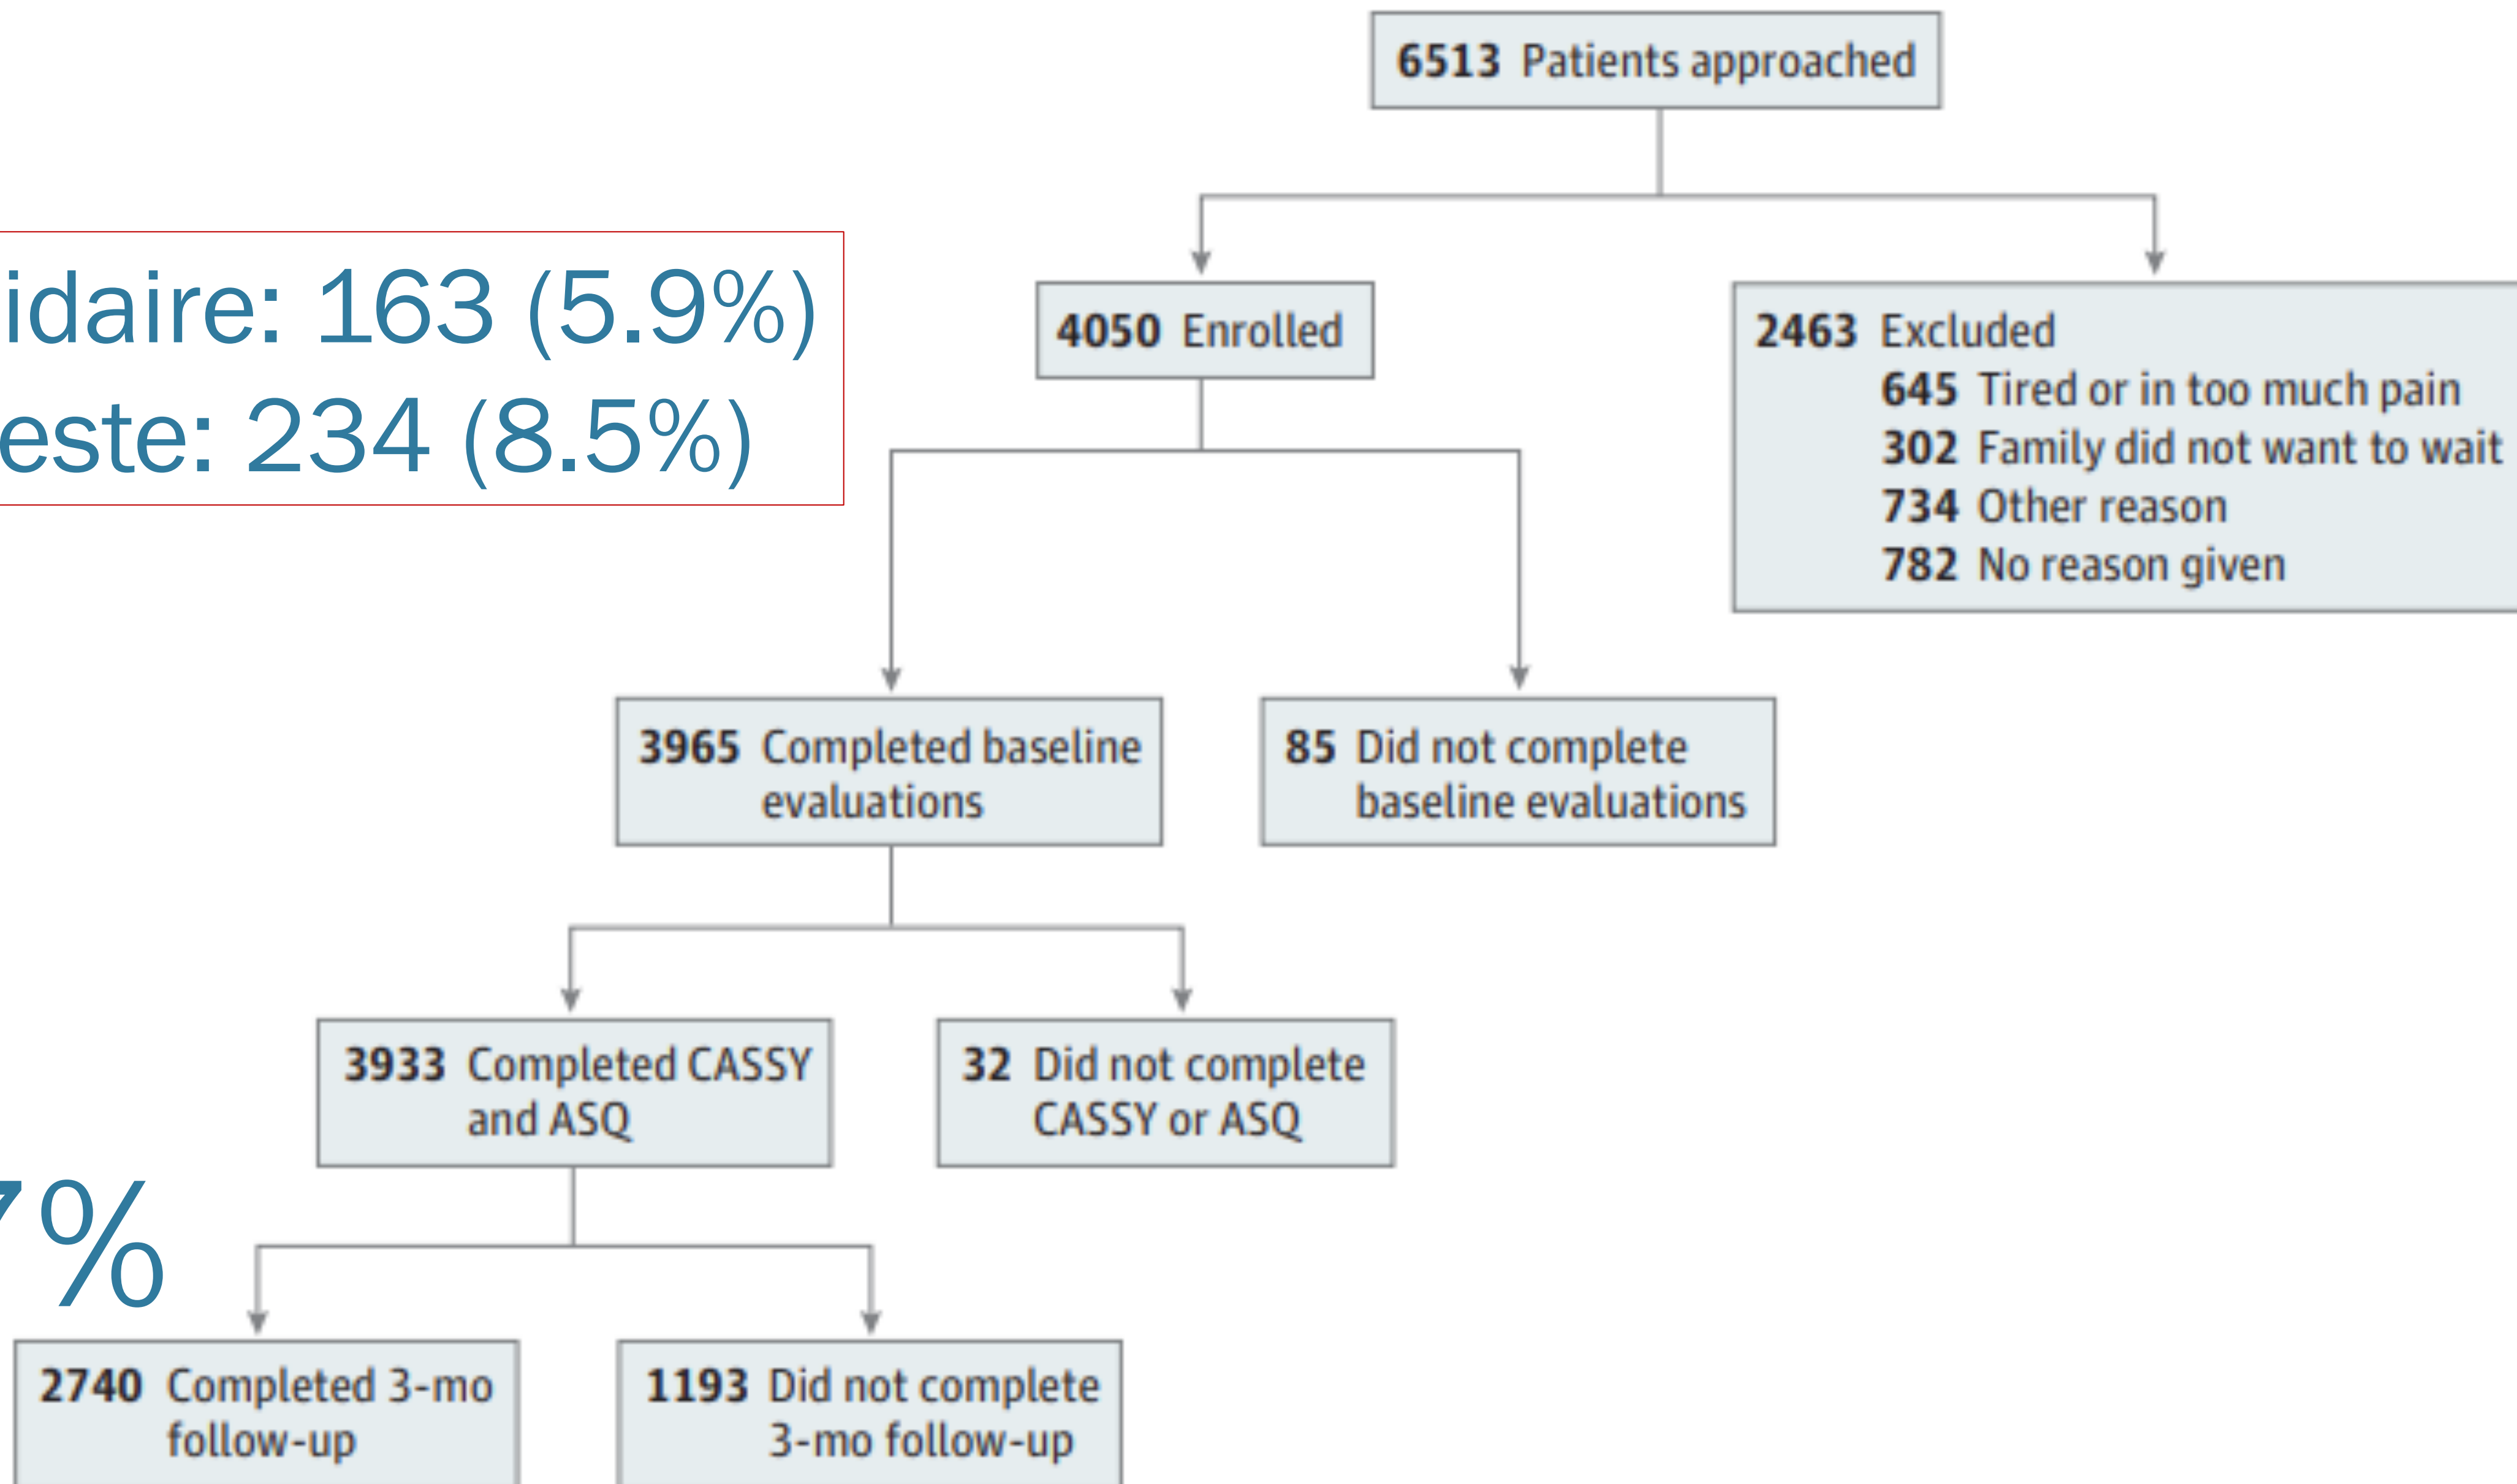 6513 Patients approached
idaire: 163 (5.9%)
este: 234 (8.5%)
4050 Enrolled
2463 Excluded
645 Tired or in too much pain
302 Family did not want to wait
734 Other reason
782 No reason given
3965 Completed baseline
evaluations
85 Did not complete
baseline evaluations
3933 Completed CASSY
and ASQ
32 Did not complete
CASSY or ASQ
7%
2740 Completed 3-mo
follow-up
1193 Did not complete
3-mo follow-up